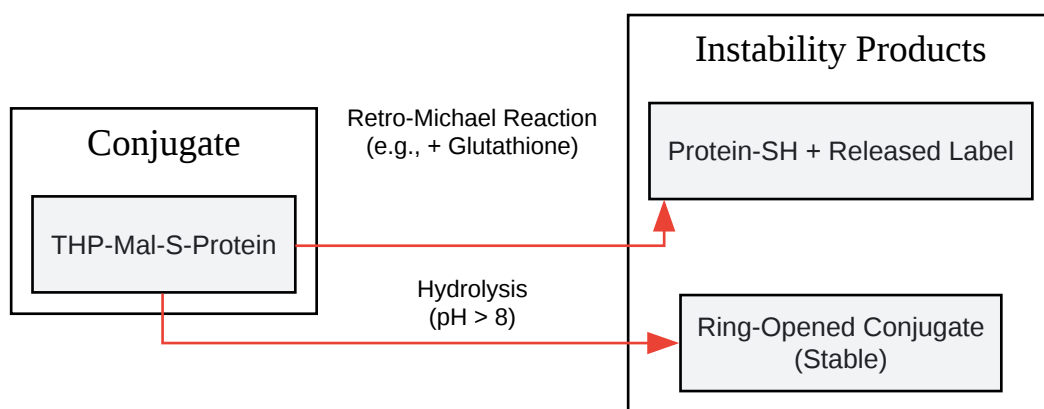 Conjugate
THP-Mal-S-Protein
Retro-Michael Reaction
(e.g., + Glutathione)
Hydrolysis
(pH > 8)
Instability Products
Protein-SH + Released Label
Ring-Opened Conjugate
(Stable)